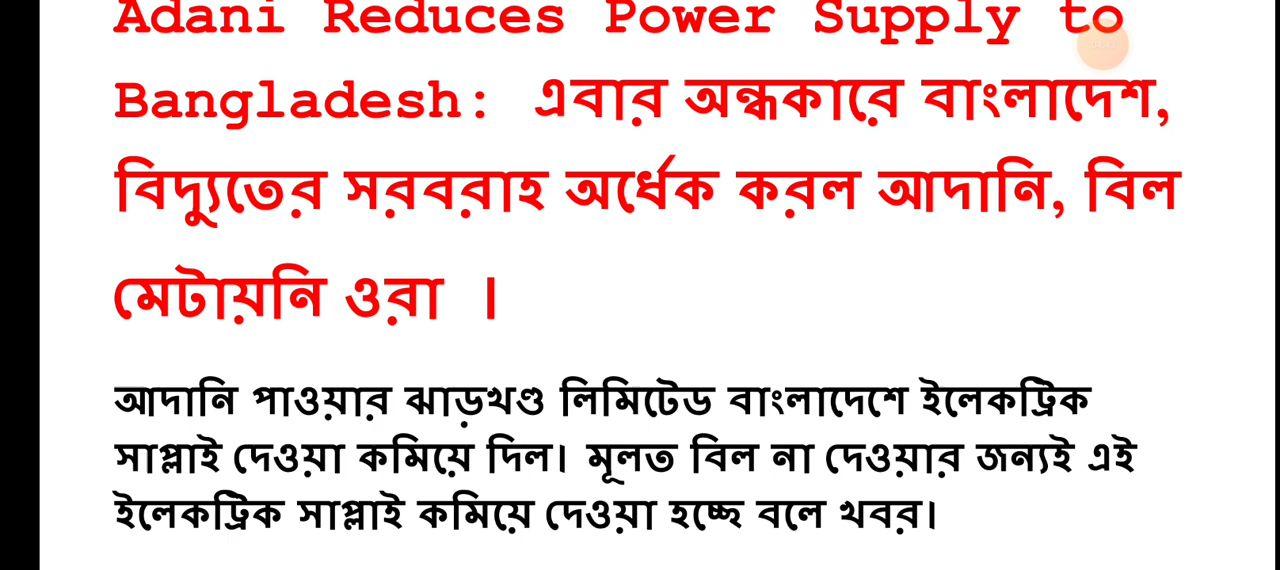 Adani Reduces Power Supply to
Bangladesh: এবার অন্ধকারে বাংলাদেশ,
বিদ্যুতের সরবরাহ অর্ধেক করল আদানি, বিল
মেটায়নি ওরা ।
আদানি পাওয়ার ঝাড়খণ্ড লিমিটেড বাংলাদেশে ইলেকট্রিক
সাপ্লাই দেওয়া কমিয়ে দিল। মূলত বিল না দেওয়ার জন্যই এই
ইলেকট্রিক সাপ্লাই কমিয়ে দেওয়া হচ্ছে বলে খবর।